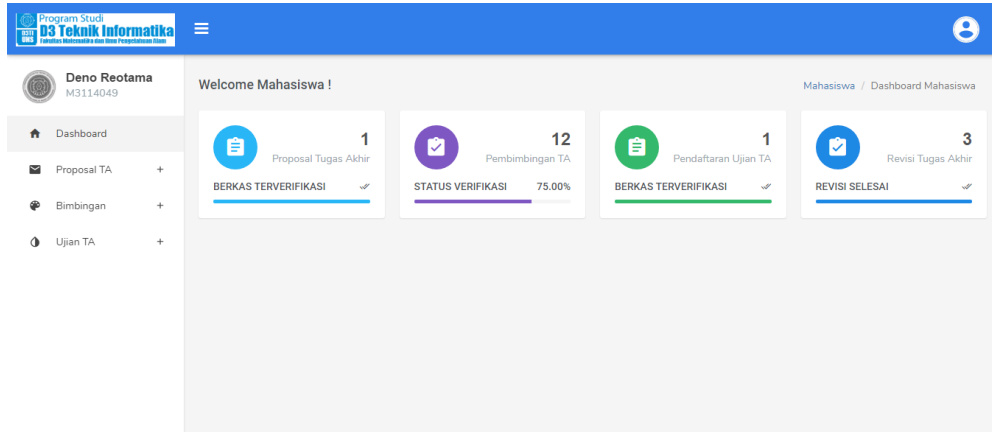 Program Studi
D3 Teknik Informatika
Fakultas Matematika dan Ilmu Pengetahuan Alam
D3TI
UNS
Deno Reotama
M3114049
Dashboard
Proposal TA +
Bimbingan +
Ujian TA +
Welcome Mahasiswa !
Mahasiswa / Dashboard Mahasiswa
1
Proposal Tugas Akhir
BERKAS TERVERIFIKASI
12
Pembimbingan TA
STATUS VERIFIKASI 75.00%
1
Pendaftaran Ujian TA
BERKAS TERVERIFIKASI
3
Revisi Tugas Akhir
REVISI SELESAI